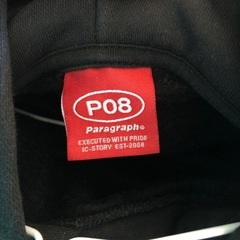 P08
Paragraph®
EXECUTED WITH PRIDE
IC-STORY EST-2008